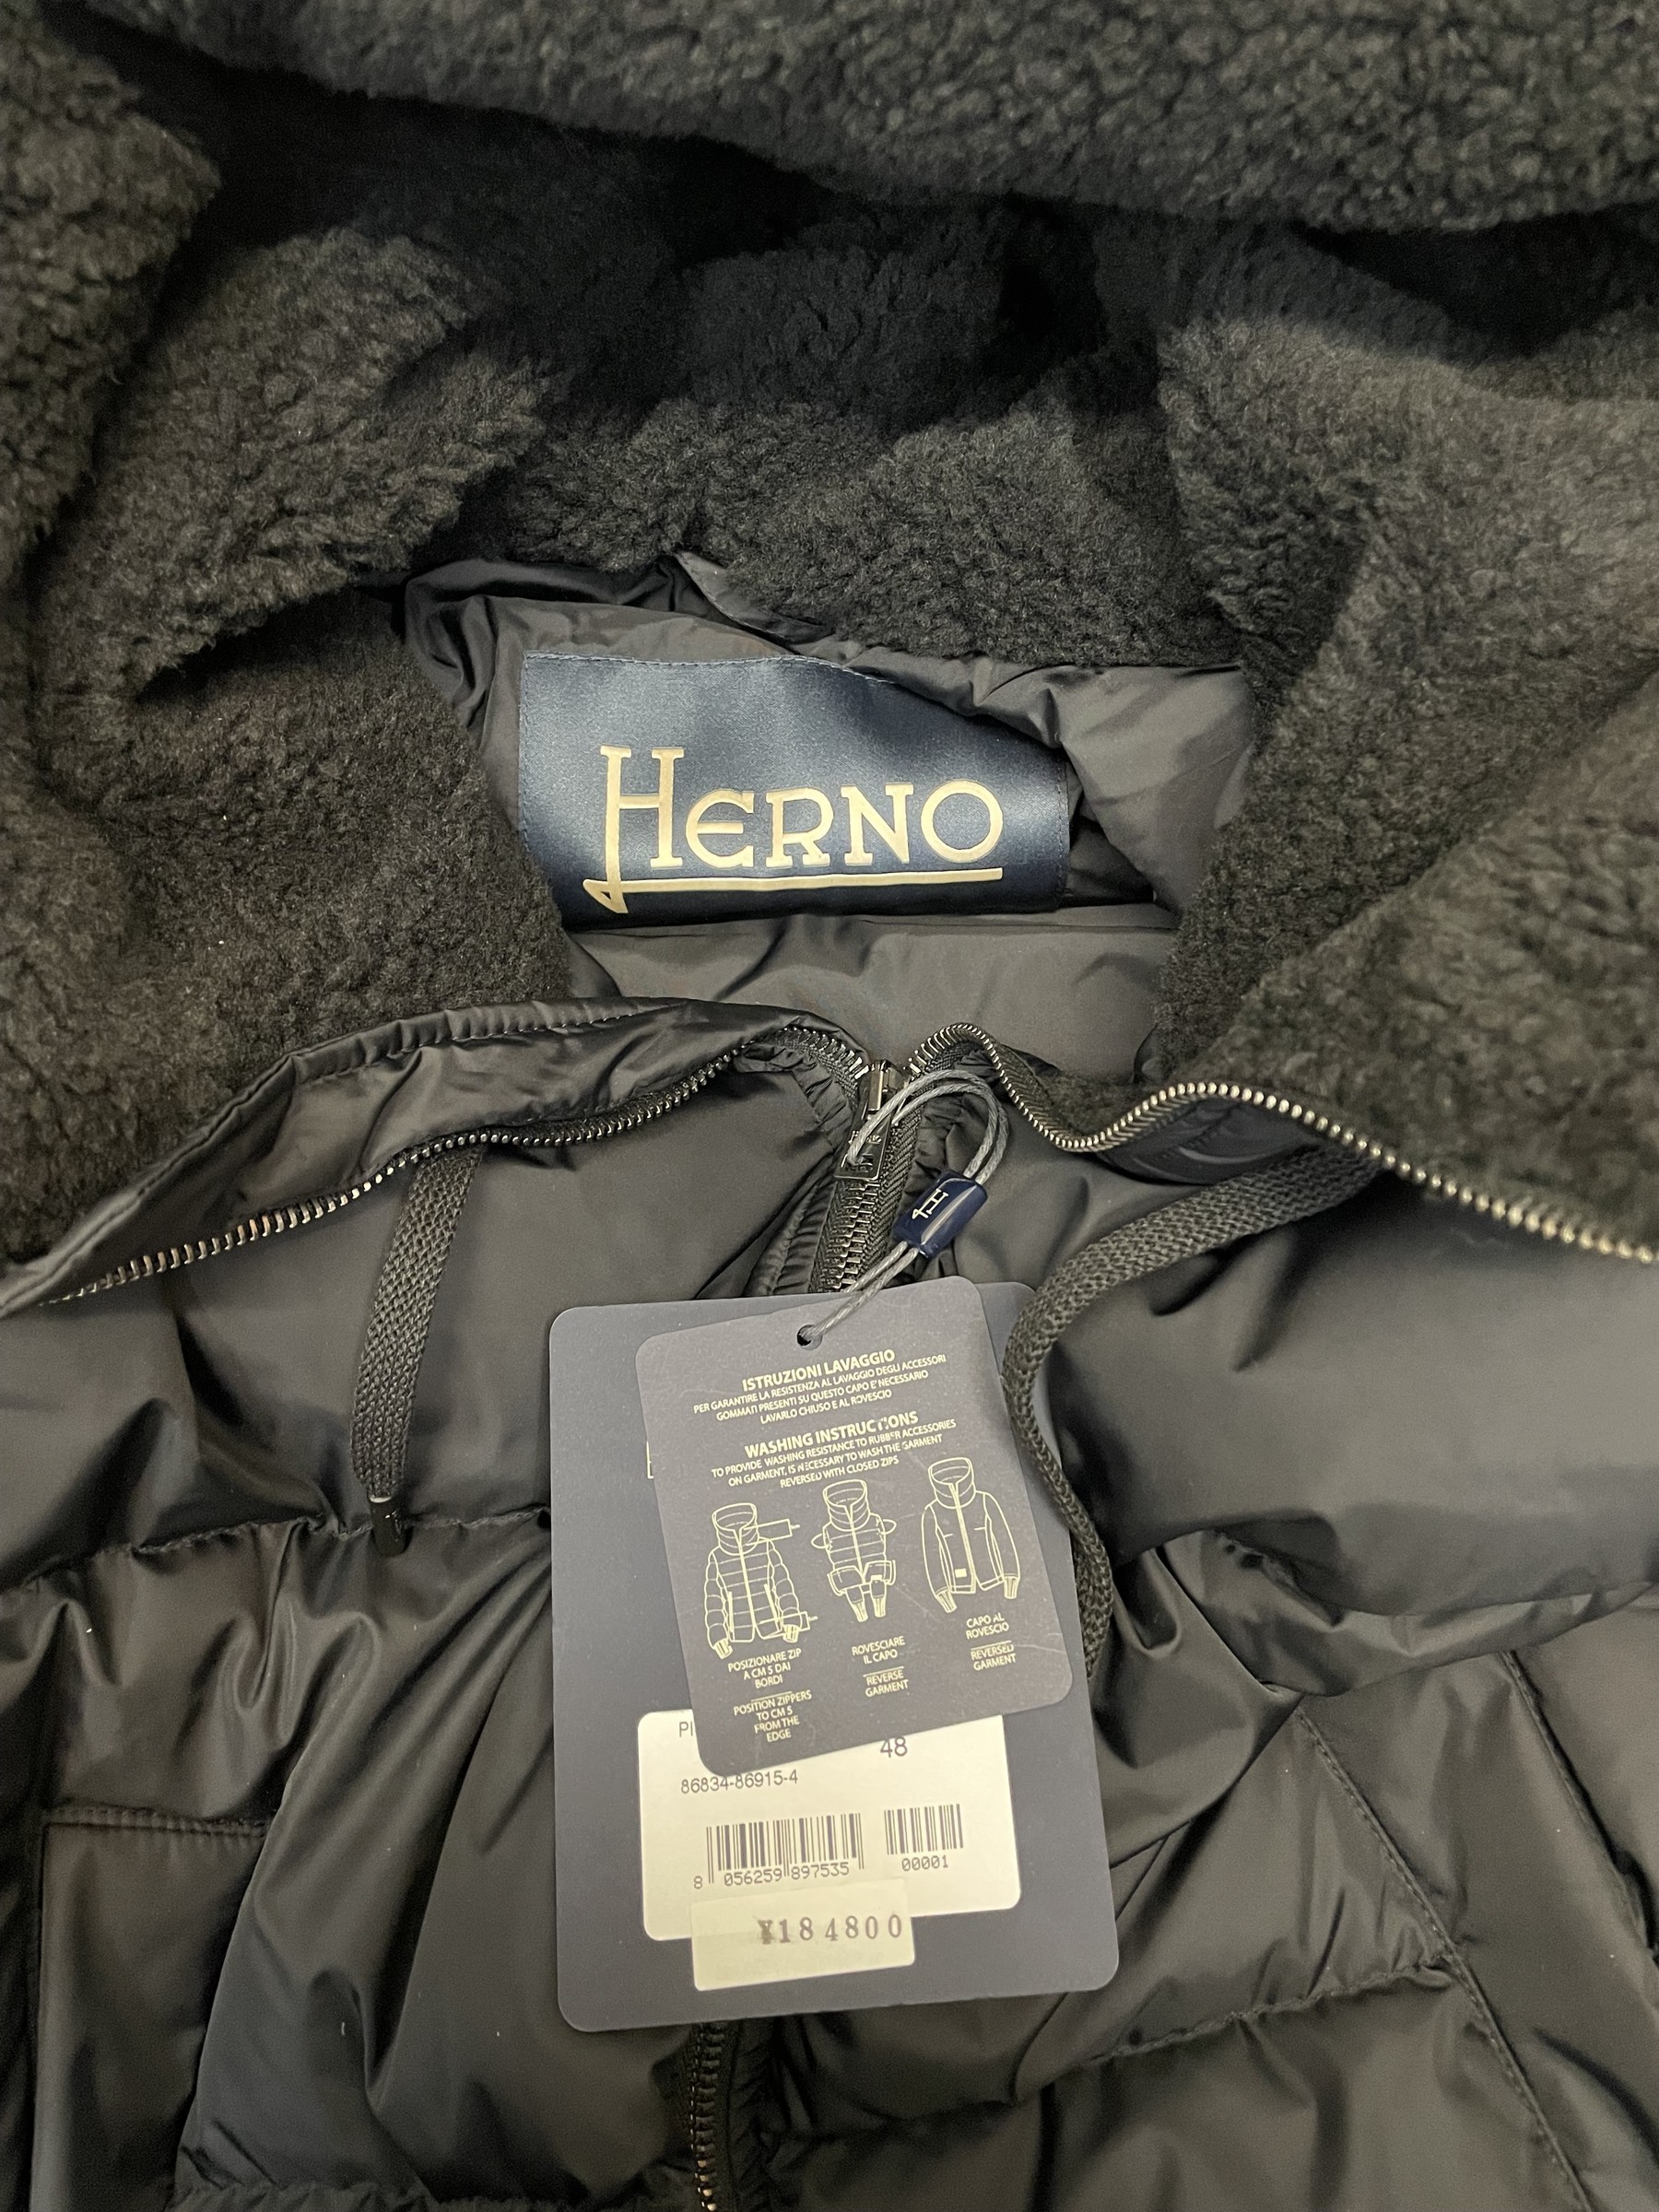 HERNO
ISTRUZIONI LAVAGGIO
PER GARANTIRE LA RESISTENZA AL LAVAGGIO DEGLI ACCESSORI
GOMMATI PRESENTI SU QUESTO CAPO E' NECESSARIO
LAVARLO CHIUSO E AL ROVESCIO
WASHING INSTRUCTIONS
TO PROVIDE WASHING RESISTANCE TO RUBBER ACCESSORIES
ON GARMENT, IS NECESSARY TO WASH THE GARMENT
REVERSED WITH CLOSED ZIPS
POSIZIONARE ZIP
A CM 5 DAI
BORDI
POSITION ZIPPERS
TO CM 5
FROM THE
EDGE
ROVESCIARE
IL CAPO
REVERSE
GARMENT
CAPO AL
ROVESCIO
REVERSED
GARMENT
48
86834-86915-4
8 056259 897535
00001
¥184800